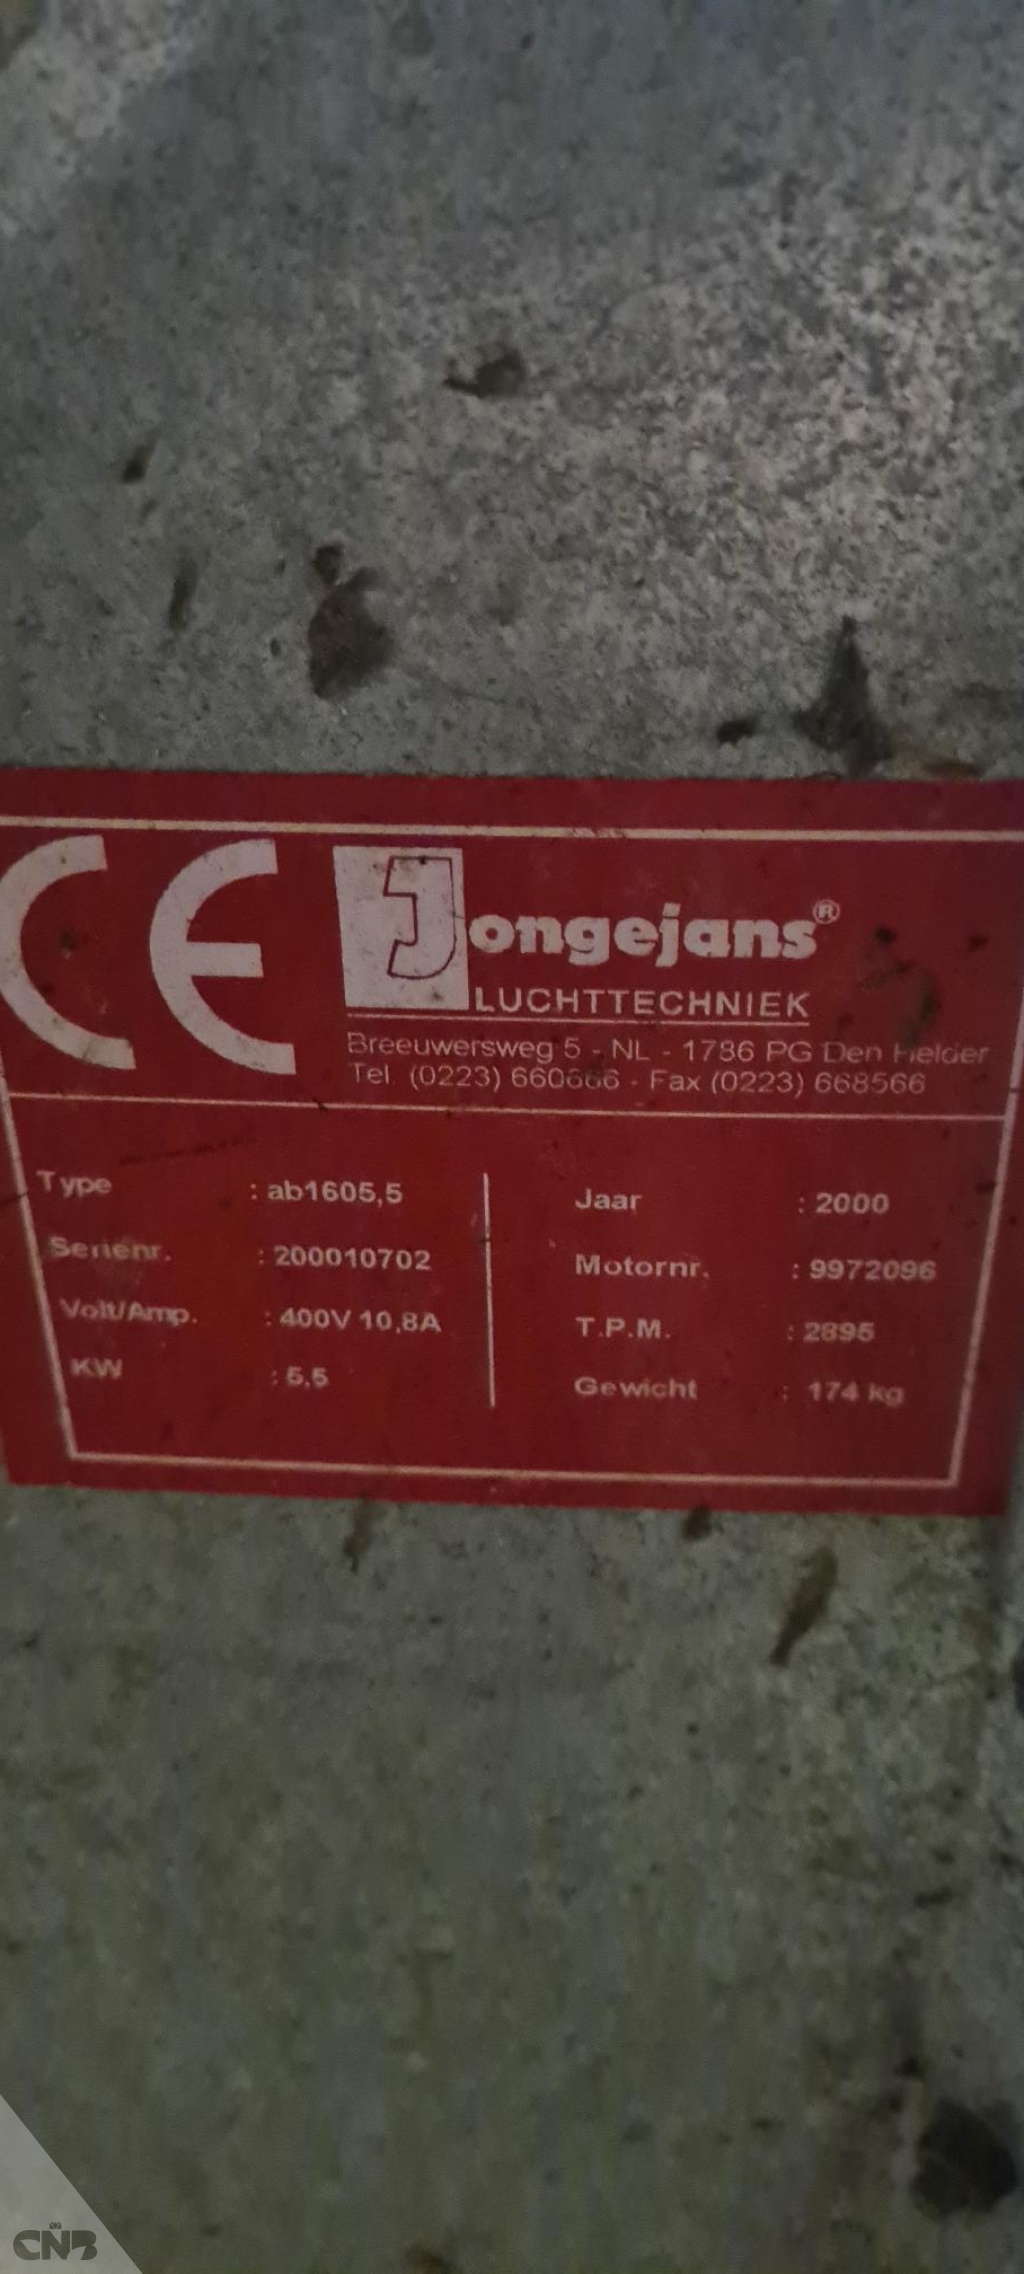 CE
Jongejans®
LUCHTTECHNIEK
Breeuwersweg 5 - NL - 1786 PG Den Helder
Tel. (0223) 660666 - Fax (0223) 668566
Type : ab1605,5 Jaar : 2000
Serienr. : 200010702 Motornr. : 9972096
Volt/Amp. : 400V 10,8A T.P.M. : 2895
KW : 5,5 Gewicht : 174 kg
CNB